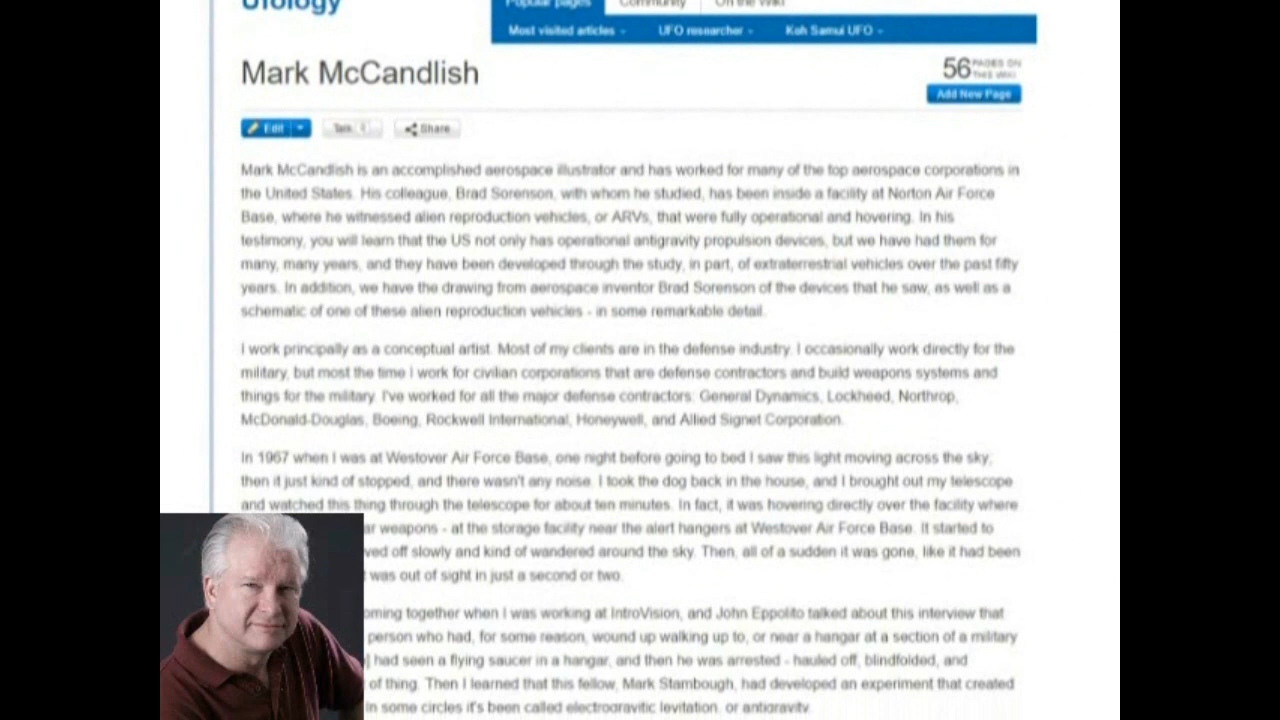 Ufology
Popular pages Community On the Wiki
Most visited articles UFO researcher Koh Samui UFO
Mark McCandlish
56 PAGES ON THIS WIKI
Add New Page
Edit Talk Share
Mark McCandlish is an accomplished aerospace illustrator and has worked for many of the top aerospace corporations in
the United States. His colleague, Brad Sorenson, with whom he studied, has been inside a facility at Norton Air Force
Base, where he witnessed alien reproduction vehicles, or ARVs, that were fully operational and hovering. In his
testimony, you will learn that the US not only has operational antigravity propulsion devices, but we have had them for
many, many years, and they have been developed through the study, in part, of extraterrestrial vehicles over the past fifty
years. In addition, we have the drawing from aerospace inventor Brad Sorenson of the devices that he saw, as well as a
schematic of one of these alien reproduction vehicles - in some remarkable detail.
I work principally as a conceptual artist. Most of my clients are in the defense industry. I occasionally work directly for the
military, but most the time I work for civilian corporations that are defense contractors and build weapons systems and
things for the military. I've worked for all the major defense contractors: General Dynamics, Lockheed, Northrop,
McDonald-Douglas, Boeing, Rockwell International, Honeywell, and Allied Signet Corporation.
In 1967 when I was at Westover Air Force Base, one night before going to bed I saw this light moving across the sky;
then it just kind of stopped, and there wasn't any noise. I took the dog back in the house, and I brought out my telescope
and watched this thing through the telescope for about ten minutes. In fact, it was hovering directly over the facility where
weapons - at the storage facility near the alert hangers at Westover Air Force Base. It started to
off slowly and kind of wandered around the sky. Then, all of a sudden it was gone, like it had been
was out of sight in just a second or two.
together when I was working at IntroVision, and John Eppolito talked about this interview that
person who had, for some reason, wound up walking up to, or near a hangar at a section of a military
had seen a flying saucer in a hangar, and then he was arrested - hauled off, blindfolded, and
of thing. Then I learned that this fellow, Mark Stambough, had developed an experiment that created
In some circles it's been called electrogravitic levitation, or antigravity.